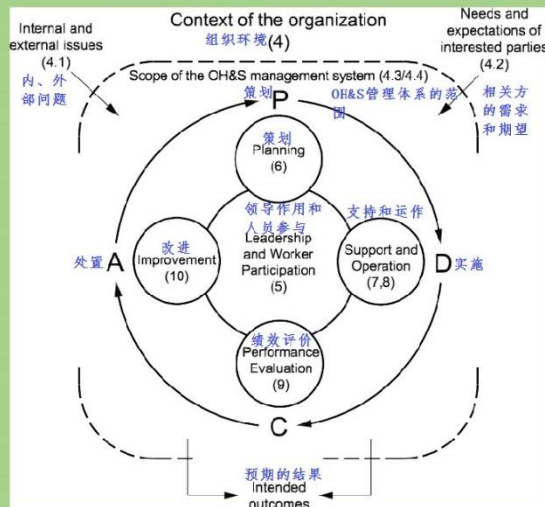 Context of the organization
组织环境(4)
Internal and
external issues
(4.1)
内、外
部问题
Needs and
expectations of
interested parties
(4.2)
相关方
的需求
和期望
Scope of the OH&S management system (4.3/4.4)
策划
P
OH&S管理体系的范
围
策划
Planning
(6)
领导作用和
人员参与
Leadership
and Worker
Participation
(5)
支持和运作
Support and
Operation
(7,8)
D实施
处置 A
改进
Improvement
(10)
绩效评价
Performance
Evaluation
(9)
C
预期的结果
Intended
outcomes